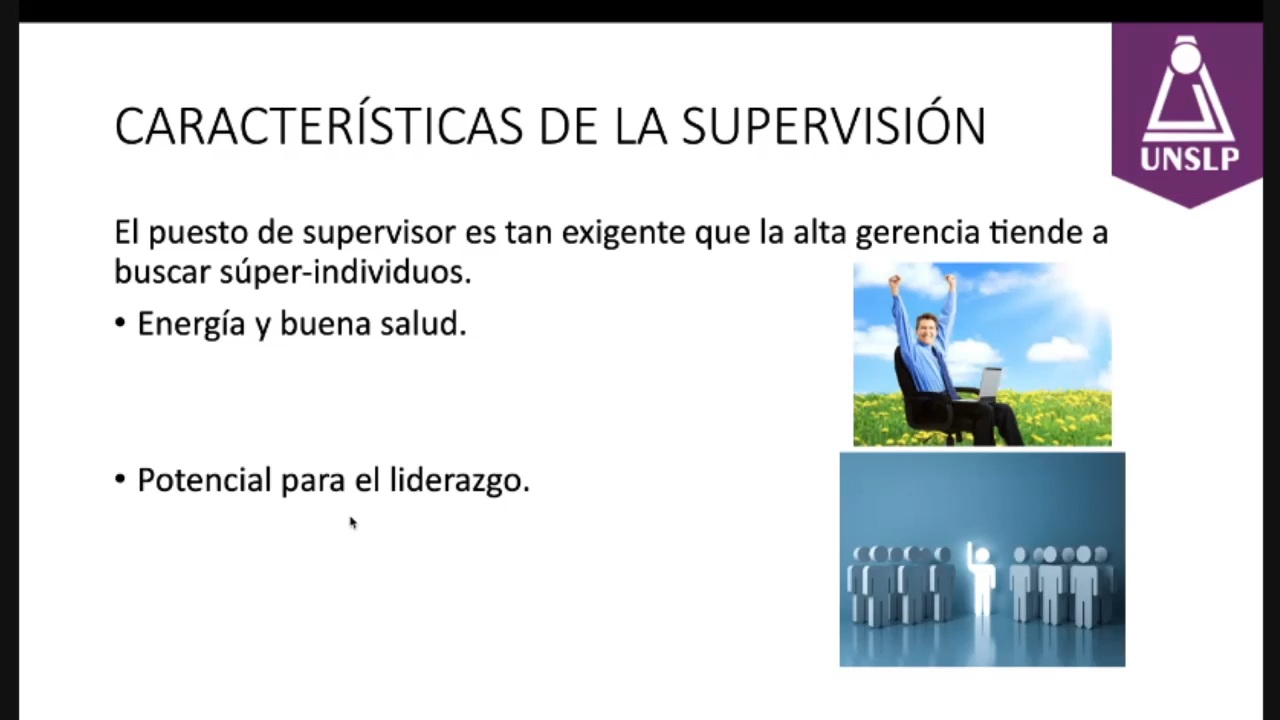 CARACTERÍSTICAS DE LA SUPERVISIÓN
UNSLP
El puesto de supervisor es tan exigente que la alta gerencia tiende a
buscar súper-individuos.
• Energía y buena salud.
• Potencial para el liderazgo.